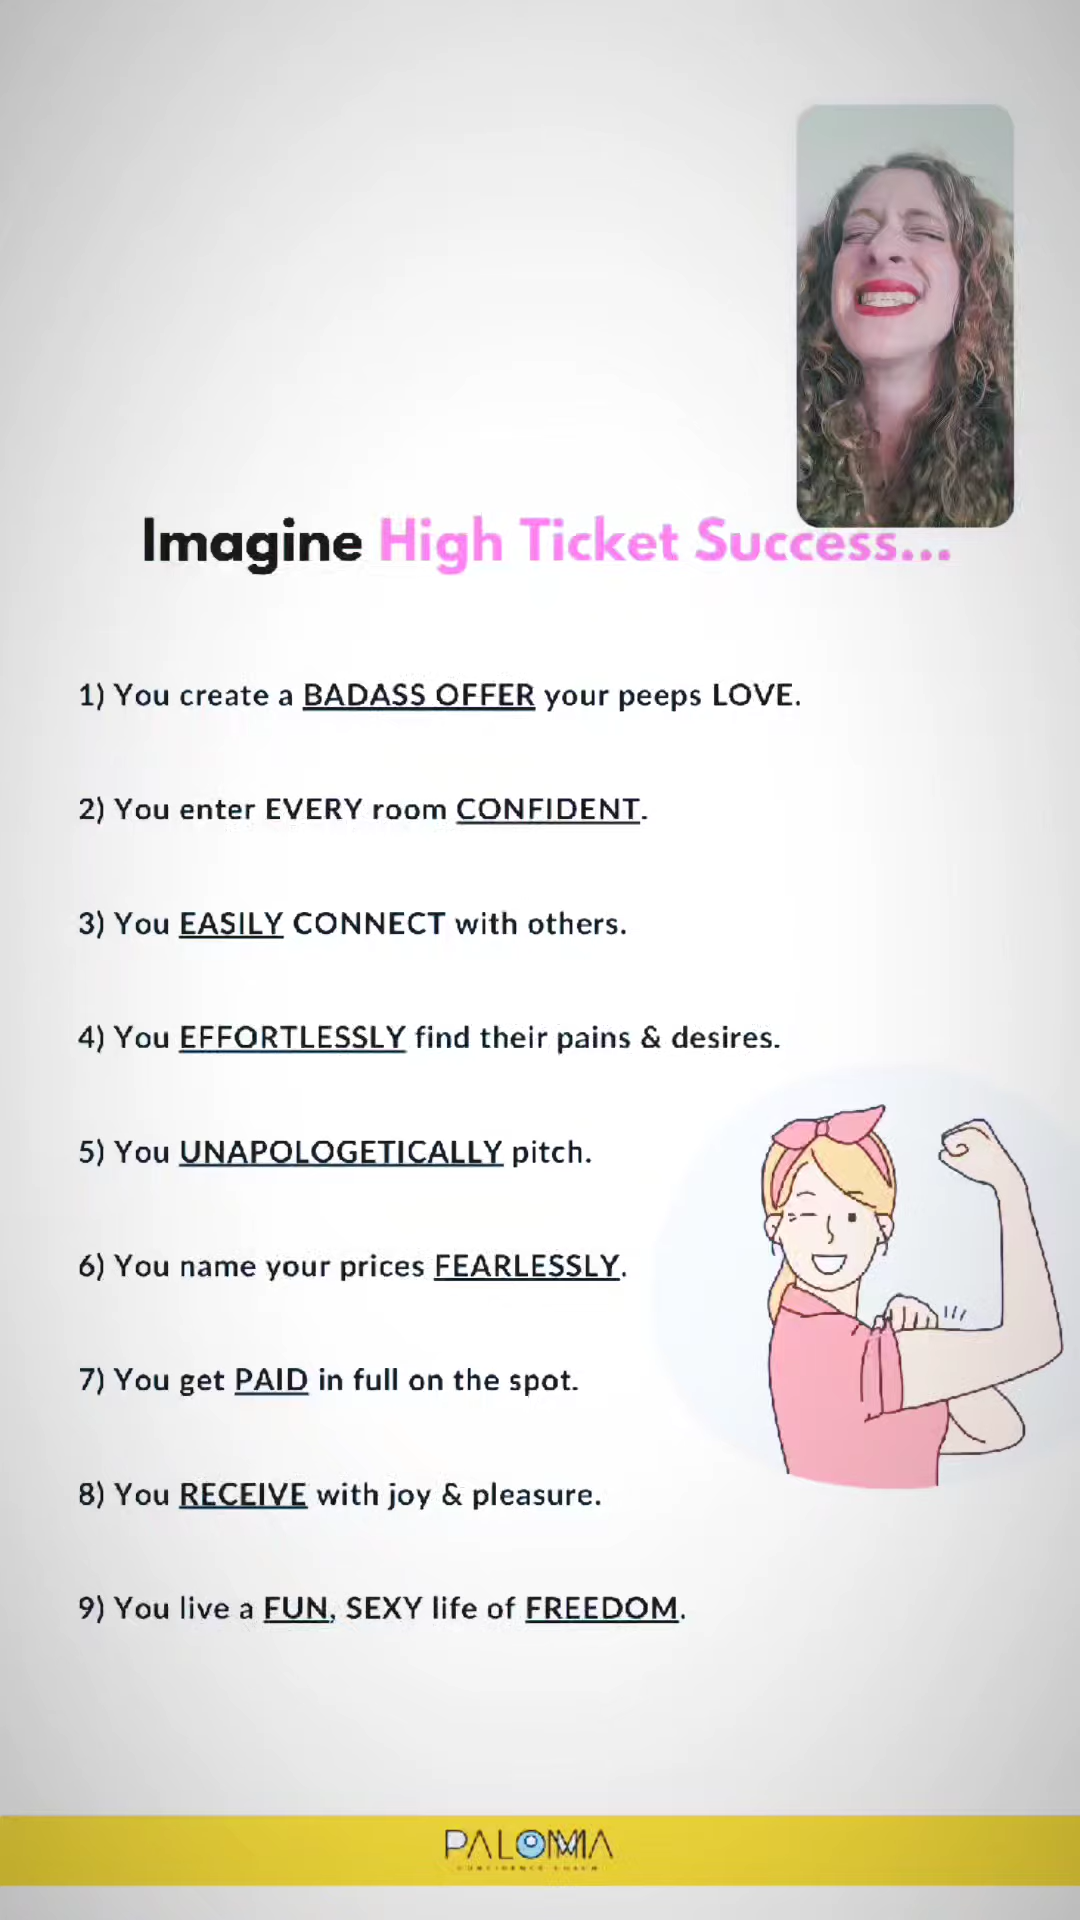 Imagine High Ticket Success...
1) You create a BADASS OFFER your peeps LOVE.
2) You enter EVERY room CONFIDENT.
3) You EASILY CONNECT with others.
4) You EFFORTLESSLY find their pains & desires.
5) You UNAPOLOGETICALLY pitch.
6) You name your prices FEARLESSLY.
7) You get PAID in full on the spot.
8) You RECEIVE with joy & pleasure.
9) You live a FUN, SEXY life of FREEDOM.
PALOMMA
CONFIDENCE COACH